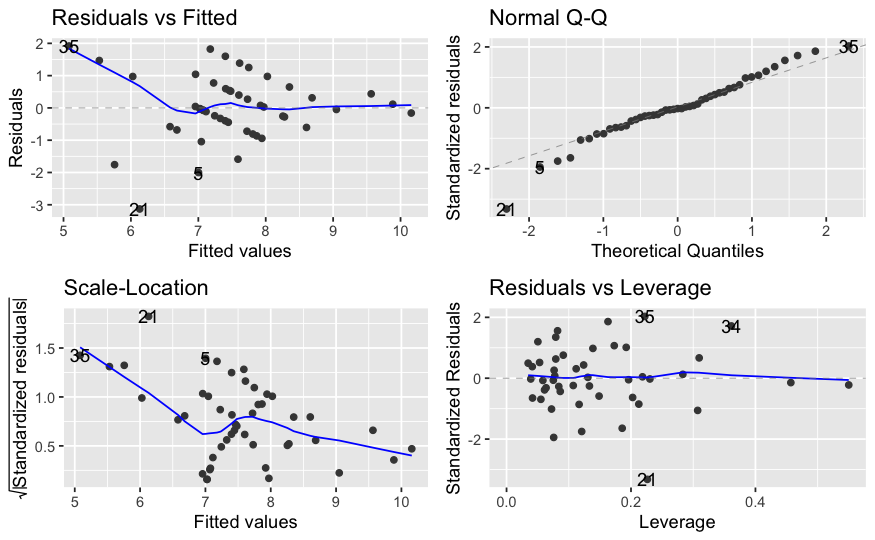 Residuals vs Fitted
Residuals
2
1
0
-1
-2
-3
35
5
21
5 6 7 8 9 10
Fitted values
Normal Q-Q
Standardized residuals
2
0
-2
35
5
21
-2 -1 0 1 2
Theoretical Quantiles
Scale-Location
√|Standardized residuals|
1.5
1.0
0.5
21
35
5
5 6 7 8 9 10
Fitted values
Residuals vs Leverage
Standardized Residuals
2
0
-2
35
34
21
0.0 0.2 0.4
Leverage